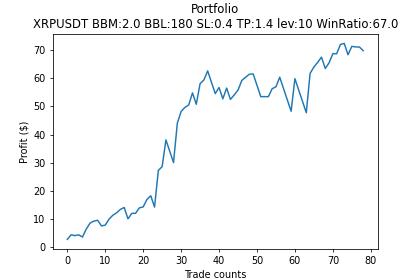 Portfolio
XRPUSDT BBM:2.0 BBL:180 SL:0.4 TP:1.4 lev:10 WinRatio:67.0
Profit ($)
70
60
50
40
30
20
10
0
0 10 20 30 40 50 60 70 80
Trade counts